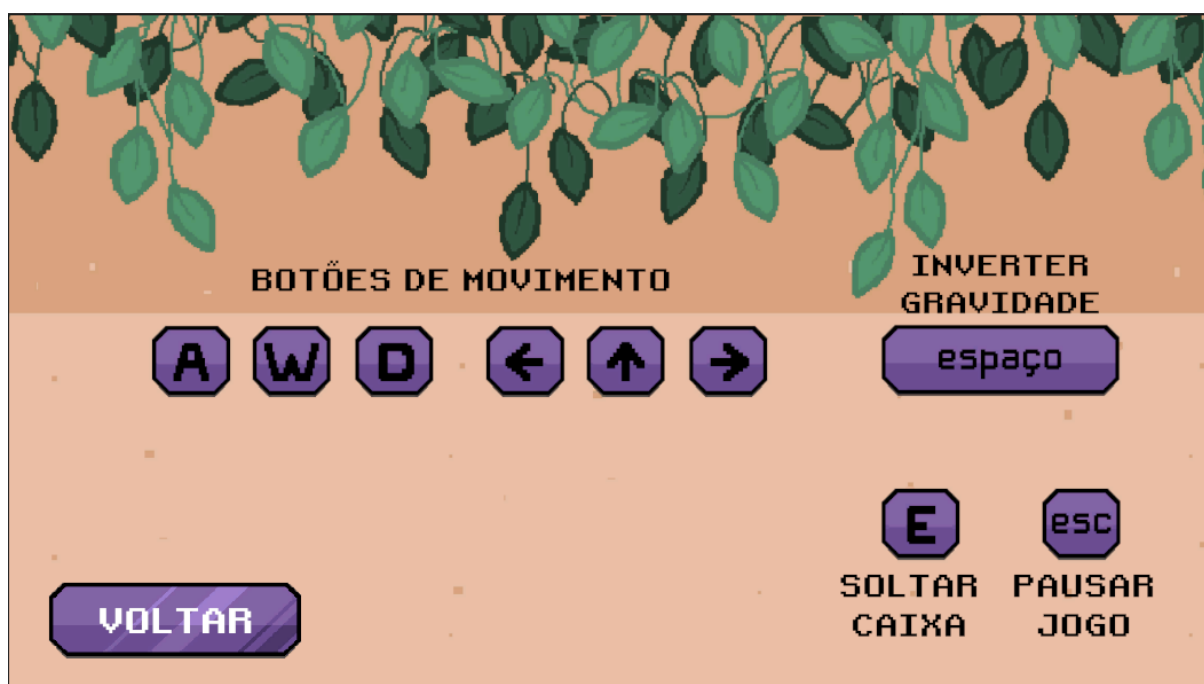 BOTÕES DE MOVIMENTO
INVERTER
GRAVIDADE
A W D ← ↑ →
espaço
E
esc
SOLTAR
CAIXA
PAUSAR
JOGO
VOLTAR